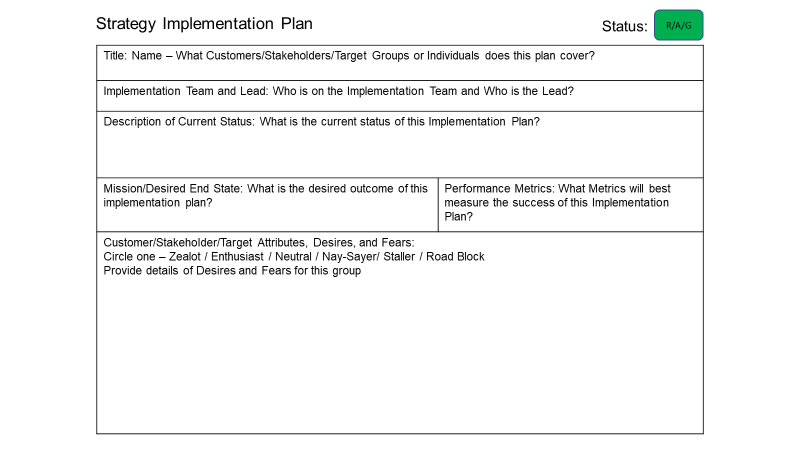 Strategy Implementation Plan
Status:
R/A/G
Title: Name – What Customers/Stakeholders/Target Groups or Individuals does this plan cover?
Implementation Team and Lead: Who is on the Implementation Team and Who is the Lead?
Description of Current Status: What is the current status of this Implementation Plan?
Mission/Desired End State: What is the desired outcome of this
implementation plan?
Performance Metrics: What Metrics will best
measure the success of this Implementation
Plan?
Customer/Stakeholder/Target Attributes, Desires, and Fears:
Circle one – Zealot / Enthusiast / Neutral / Nay-Sayer/ Staller / Road Block
Provide details of Desires and Fears for this group